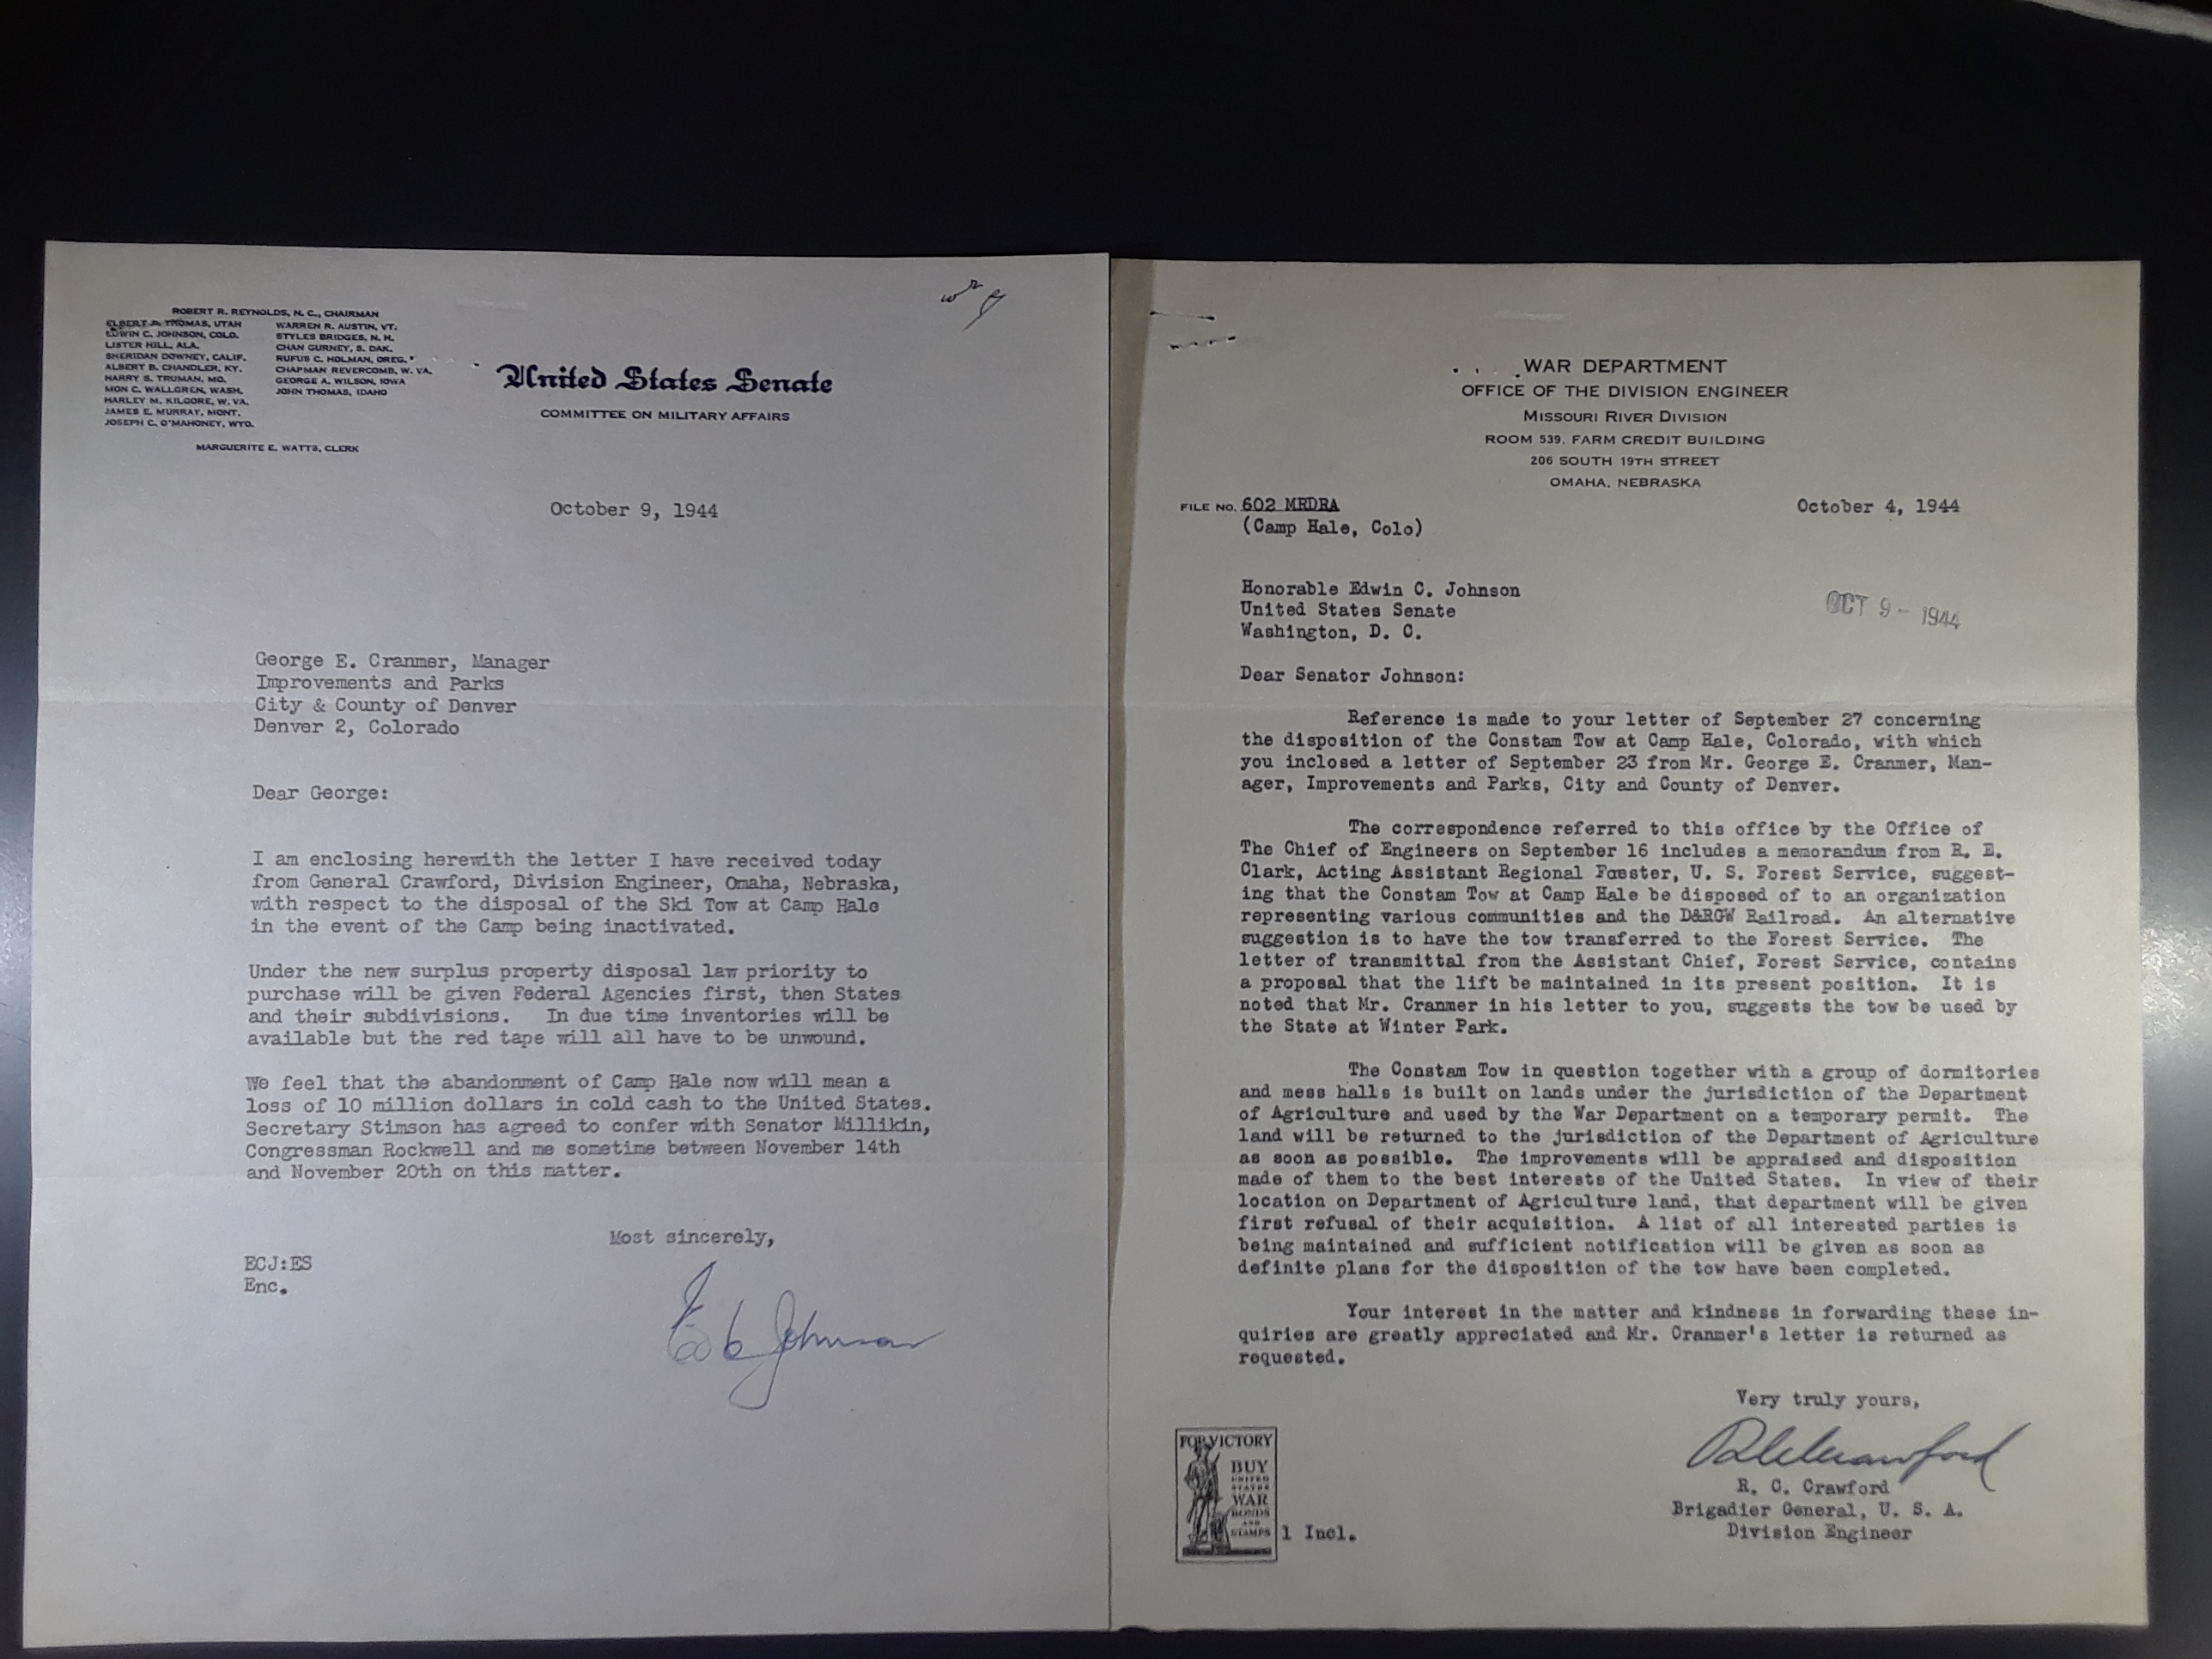 ROBERT R. REYNOLDS, N. C., CHAIRMAN
ELBERT D. THOMAS, UTAH
EDWIN C. JOHNSON, COLO.
LISTER HILL, ALA.
SHERIDAN DOWNEY, CALIF.
ALBERT B. CHANDLER, KY.
HARRY S. TRUMAN, MO.
MON C. WALLGREN, WASH.
HARLEY M. KILGORE, W. VA.
JAMES E. MURRAY, MONT.
JOSEPH C. O'MAHONEY, WYO.
WARREN R. AUSTIN, VT.
STYLES BRIDGES, N. H.
CHAN GURNEY, S. DAK.
RUFUS C. HOLMAN, OREG.
CHAPMAN REVERCOMB, W. VA.
GEORGE A. WILSON, IOWA
JOHN THOMAS, IDAHO
MARGUERITE E. WATTS, CLERK
United States Senate
COMMITTEE ON MILITARY AFFAIRS
October 9, 1944
George E. Cranmer, Manager
Improvements and Parks
City & County of Denver
Denver 2, Colorado
Dear George:
I am enclosing herewith the letter I have received today
from General Crawford, Division Engineer, Omaha, Nebraska,
with respect to the disposal of the Ski Tow at Camp Hale
in the event of the Camp being inactivated.
Under the new surplus property disposal law priority to
purchase will be given Federal Agencies first, then States
and their subdivisions. In due time inventories will be
available but the red tape will all have to be unwound.
We feel that the abandonment of Camp Hale now will mean a
loss of 10 million dollars in cold cash to the United States.
Secretary Stimson has agreed to confer with Senator Millikin,
Congressman Rockwell and me sometime between November 14th
and November 20th on this matter.
Most sincerely,
ECJ:ES
Enc.
Ed Johnson
WAR DEPARTMENT
OFFICE OF THE DIVISION ENGINEER
MISSOURI RIVER DIVISION
ROOM 539, FARM CREDIT BUILDING
206 SOUTH 19TH STREET
OMAHA, NEBRASKA
FILE NO. 602 MRDRA
(Camp Hale, Colo)
October 4, 1944
Honorable Edwin C. Johnson
United States Senate
Washington, D. C.
OCT 9 - 1944
Dear Senator Johnson:
Reference is made to your letter of September 27 concerning
the disposition of the Constam Tow at Camp Hale, Colorado, with which
you inclosed a letter of September 23 from Mr. George E. Cranmer, Man-
ager, Improvements and Parks, City and County of Denver.
The correspondence referred to this office by the Office of
The Chief of Engineers on September 16 includes a memorandum from R. E.
Clark, Acting Assistant Regional Foester, U. S. Forest Service, suggest-
ing that the Constam Tow at Camp Hale be disposed of to an organization
representing various communities and the D&RGW Railroad. An alternative
suggestion is to have the tow transferred to the Forest Service. The
letter of transmittal from the Assistant Chief, Forest Service, contains
a proposal that the lift be maintained in its present position. It is
noted that Mr. Cranmer in his letter to you, suggests the tow be used by
the State at Winter Park.
The Constam Tow in question together with a group of dormitories
and mess halls is built on lands under the jurisdiction of the Department
of Agriculture and used by the War Department on a temporary permit. The
land will be returned to the jurisdiction of the Department of Agriculture
as soon as possible. The improvements will be appraised and disposition
made of them to the best interests of the United States. In view of their
location on Department of Agriculture land, that department will be given
first refusal of their acquisition. A list of all interested parties is
being maintained and sufficient notification will be given as soon as
definite plans for the disposition of the tow have been completed.
Your interest in the matter and kindness in forwarding these in-
quiries are greatly appreciated and Mr. Cranmer's letter is returned as
requested.
Very truly yours,
R C Crawford
R. C. Crawford
Brigadier General, U. S. A.
Division Engineer
FOR VICTORY
BUY
UNITED
STATES
WAR
BONDS
AND
STAMPS
1 Incl.